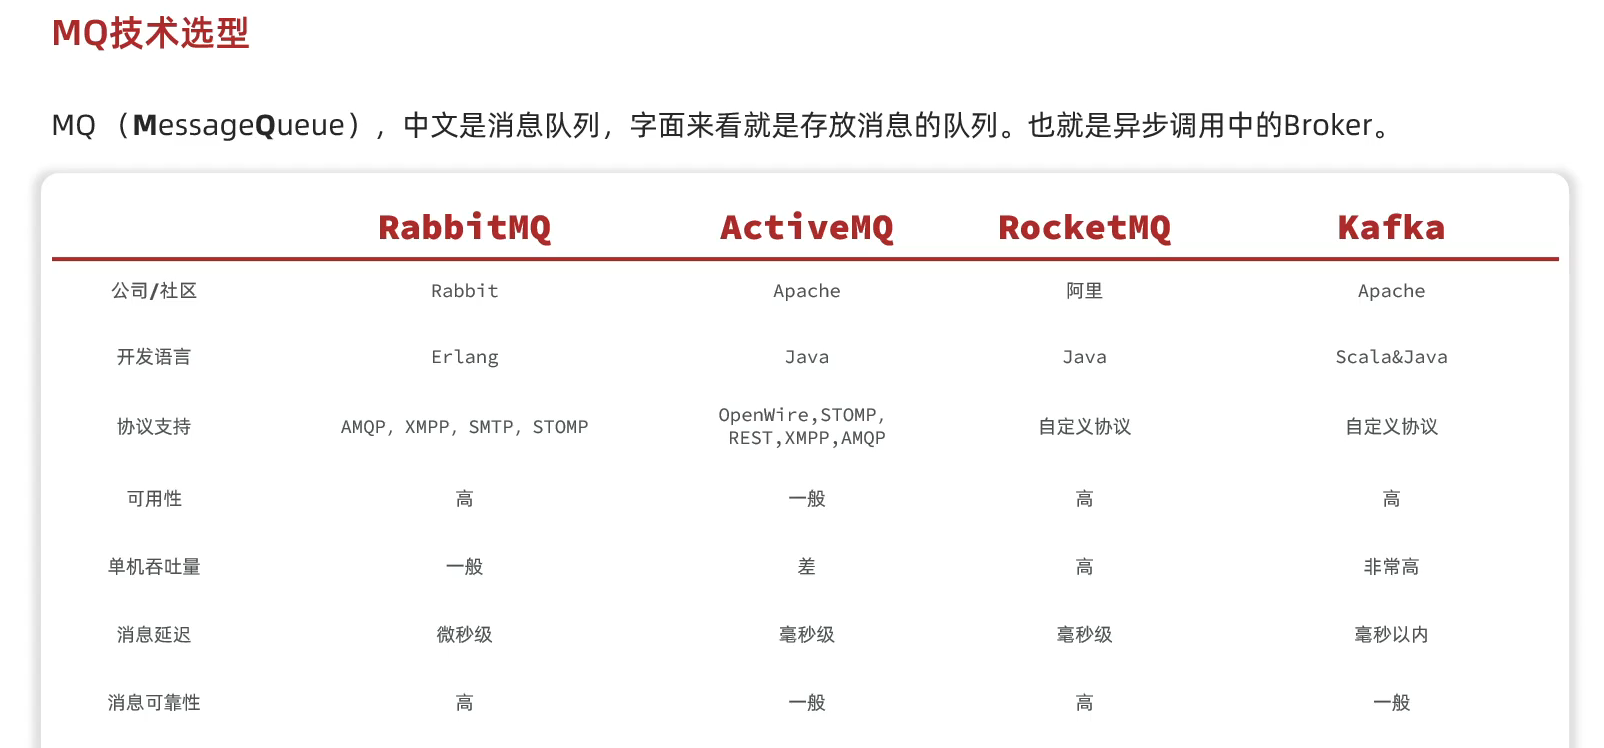 MQ技术选型
MQ（MessageQueue），中文是消息队列，字面来看就是存放消息的队列。也就是异步调用中的Broker。
RabbitMQ ActiveMQ RocketMQ Kafka
公司/社区 Rabbit Apache 阿里 Apache
开发语言 Erlang Java Java Scala&Java
协议支持 AMQP，XMPP，SMTP，STOMP OpenWire,STOMP, REST,XMPP,AMQP 自定义协议 自定义协议
可用性 高 一般 高 高
单机吞吐量 一般 差 高 非常高
消息延迟 微秒级 毫秒级 毫秒级 毫秒以内
消息可靠性 高 一般 高 一般